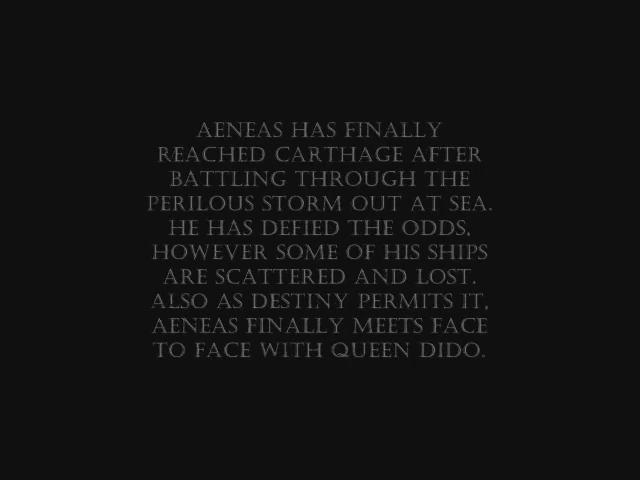 AENEAS HAS FINALLY
REACHED CARTHAGE AFTER
BATTLING THROUGH THE
PERILOUS STORM OUT AT SEA.
HE HAS DEFIED THE ODDS,
HOWEVER SOME OF HIS SHIPS
ARE SCATTERED AND LOST.
ALSO AS DESTINY PERMITS IT,
AENEAS FINALLY MEETS FACE
TO FACE WITH QUEEN DIDO.